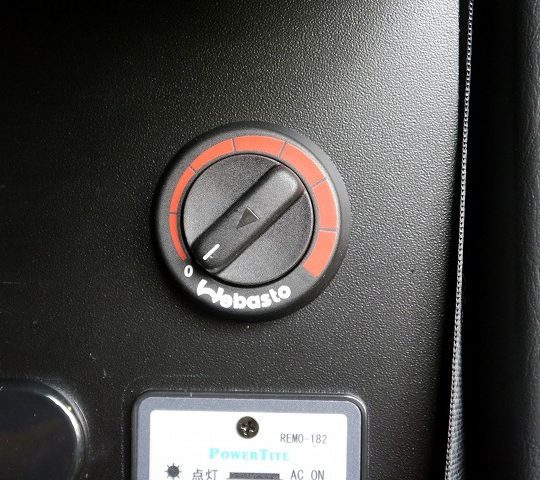 0
Webasto
REMO-182
POWERTITE
点灯 AC ON